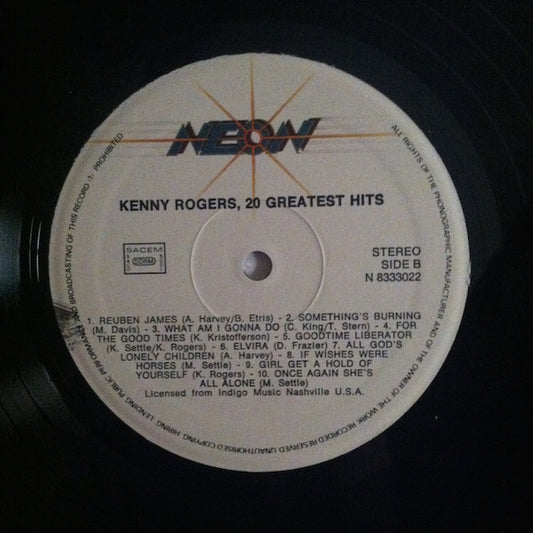 NEON
KENNY ROGERS, 20 GREATEST HITS
SACEM
SDRM
STEREO
SIDE B
N 8333022
1. REUBEN JAMES (A. Harvey/B. Etris) - 2. SOMETHING'S BURNING
(M. Davis) - 3. WHAT AM I GONNA DO (C. King/T. Stern) - 4. FOR
THE GOOD TIMES (K. Kristofferson) - 5. GOODTIME LIBERATOR
(K. Settle/K. Rogers) - 6. ELVIRA (D. Frazier) - 7. ALL GOD'S
LONELY CHILDREN (A. Harvey) - 8. IF WISHES WERE
HORSES (M. Settle) - 9. GIRL GET A HOLD OF
YOURSELF (K. Rogers) - 10. ONCE AGAIN SHE'S
ALL ALONE (M. Settle)
Licensed from Indigo Music Nashville U.S.A.
ALL RIGHTS OF THE PHONOGRAPHIC MANUFACTURER AND OF THE OWNER OF THE WORK RECORDED RESERVED UNAUTHORISED COPYING HIRING LENDING PUBLIC PERFORMANCE AND BROADCASTING OF THIS RECORD PROHIBITED